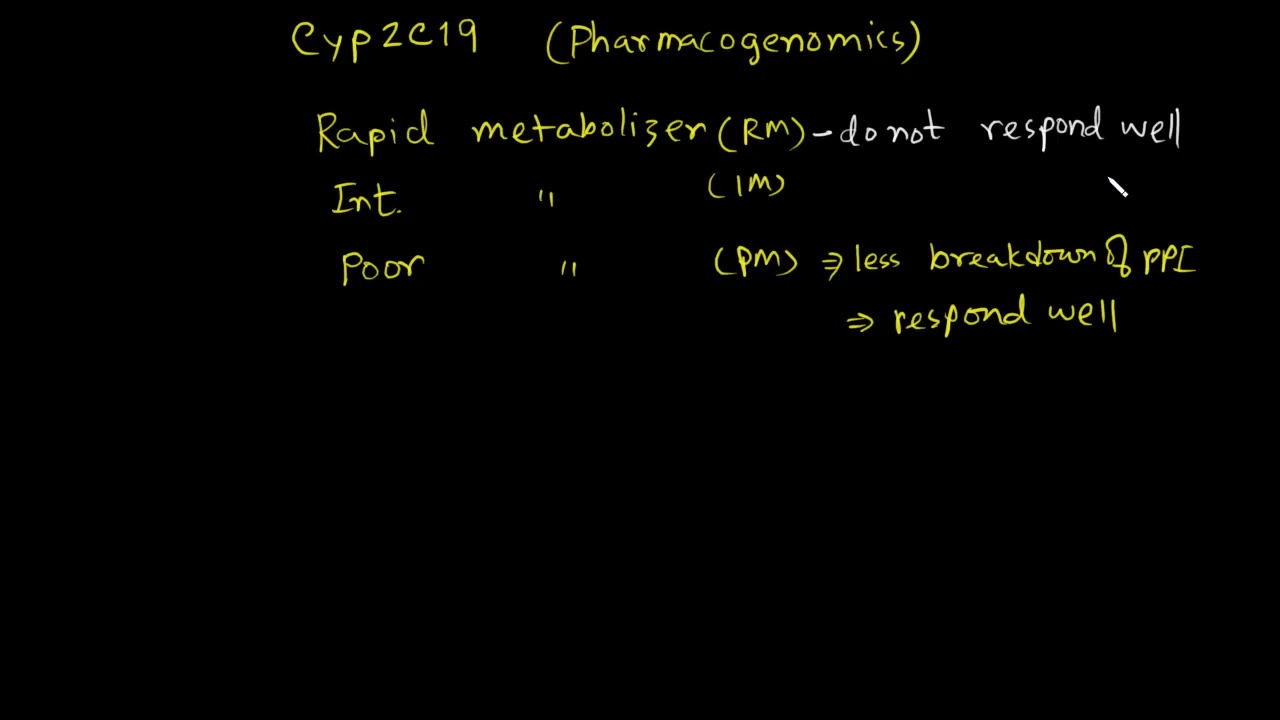 Cyp2C19 (Pharmacogenomics)
Rapid metabolizer (RM) - do not respond well
Int. " (IM)
Poor " (PM) ⇒ less breakdown of PPI
⇒ respond well